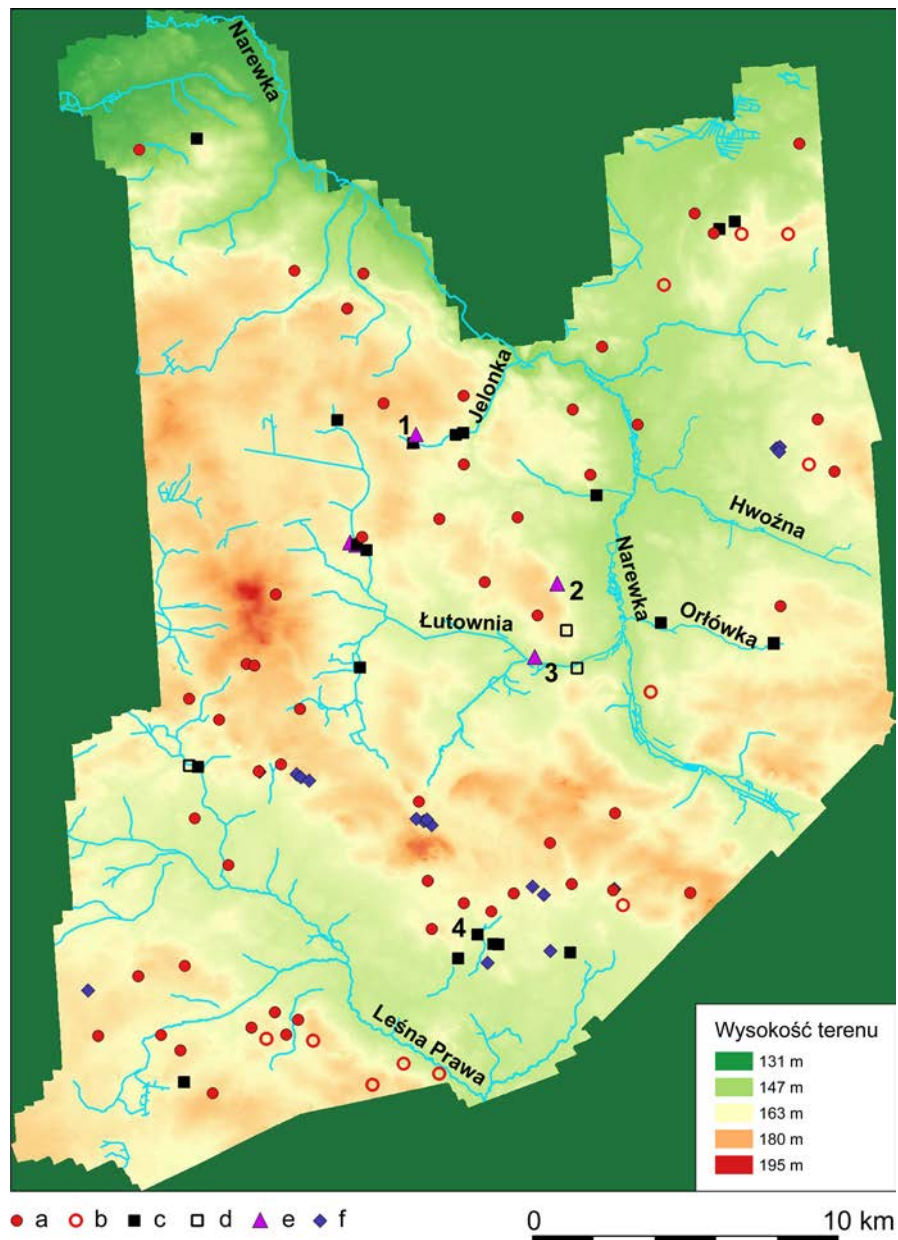 Narewka
Jelonka
1
Hwoźna
Narewka
2
Orłówka
Łutownia
3
4
Leśna Prawa
Wysokość terenu
131 m
147 m
163 m
180 m
195 m
a b c d e f
0 10 km